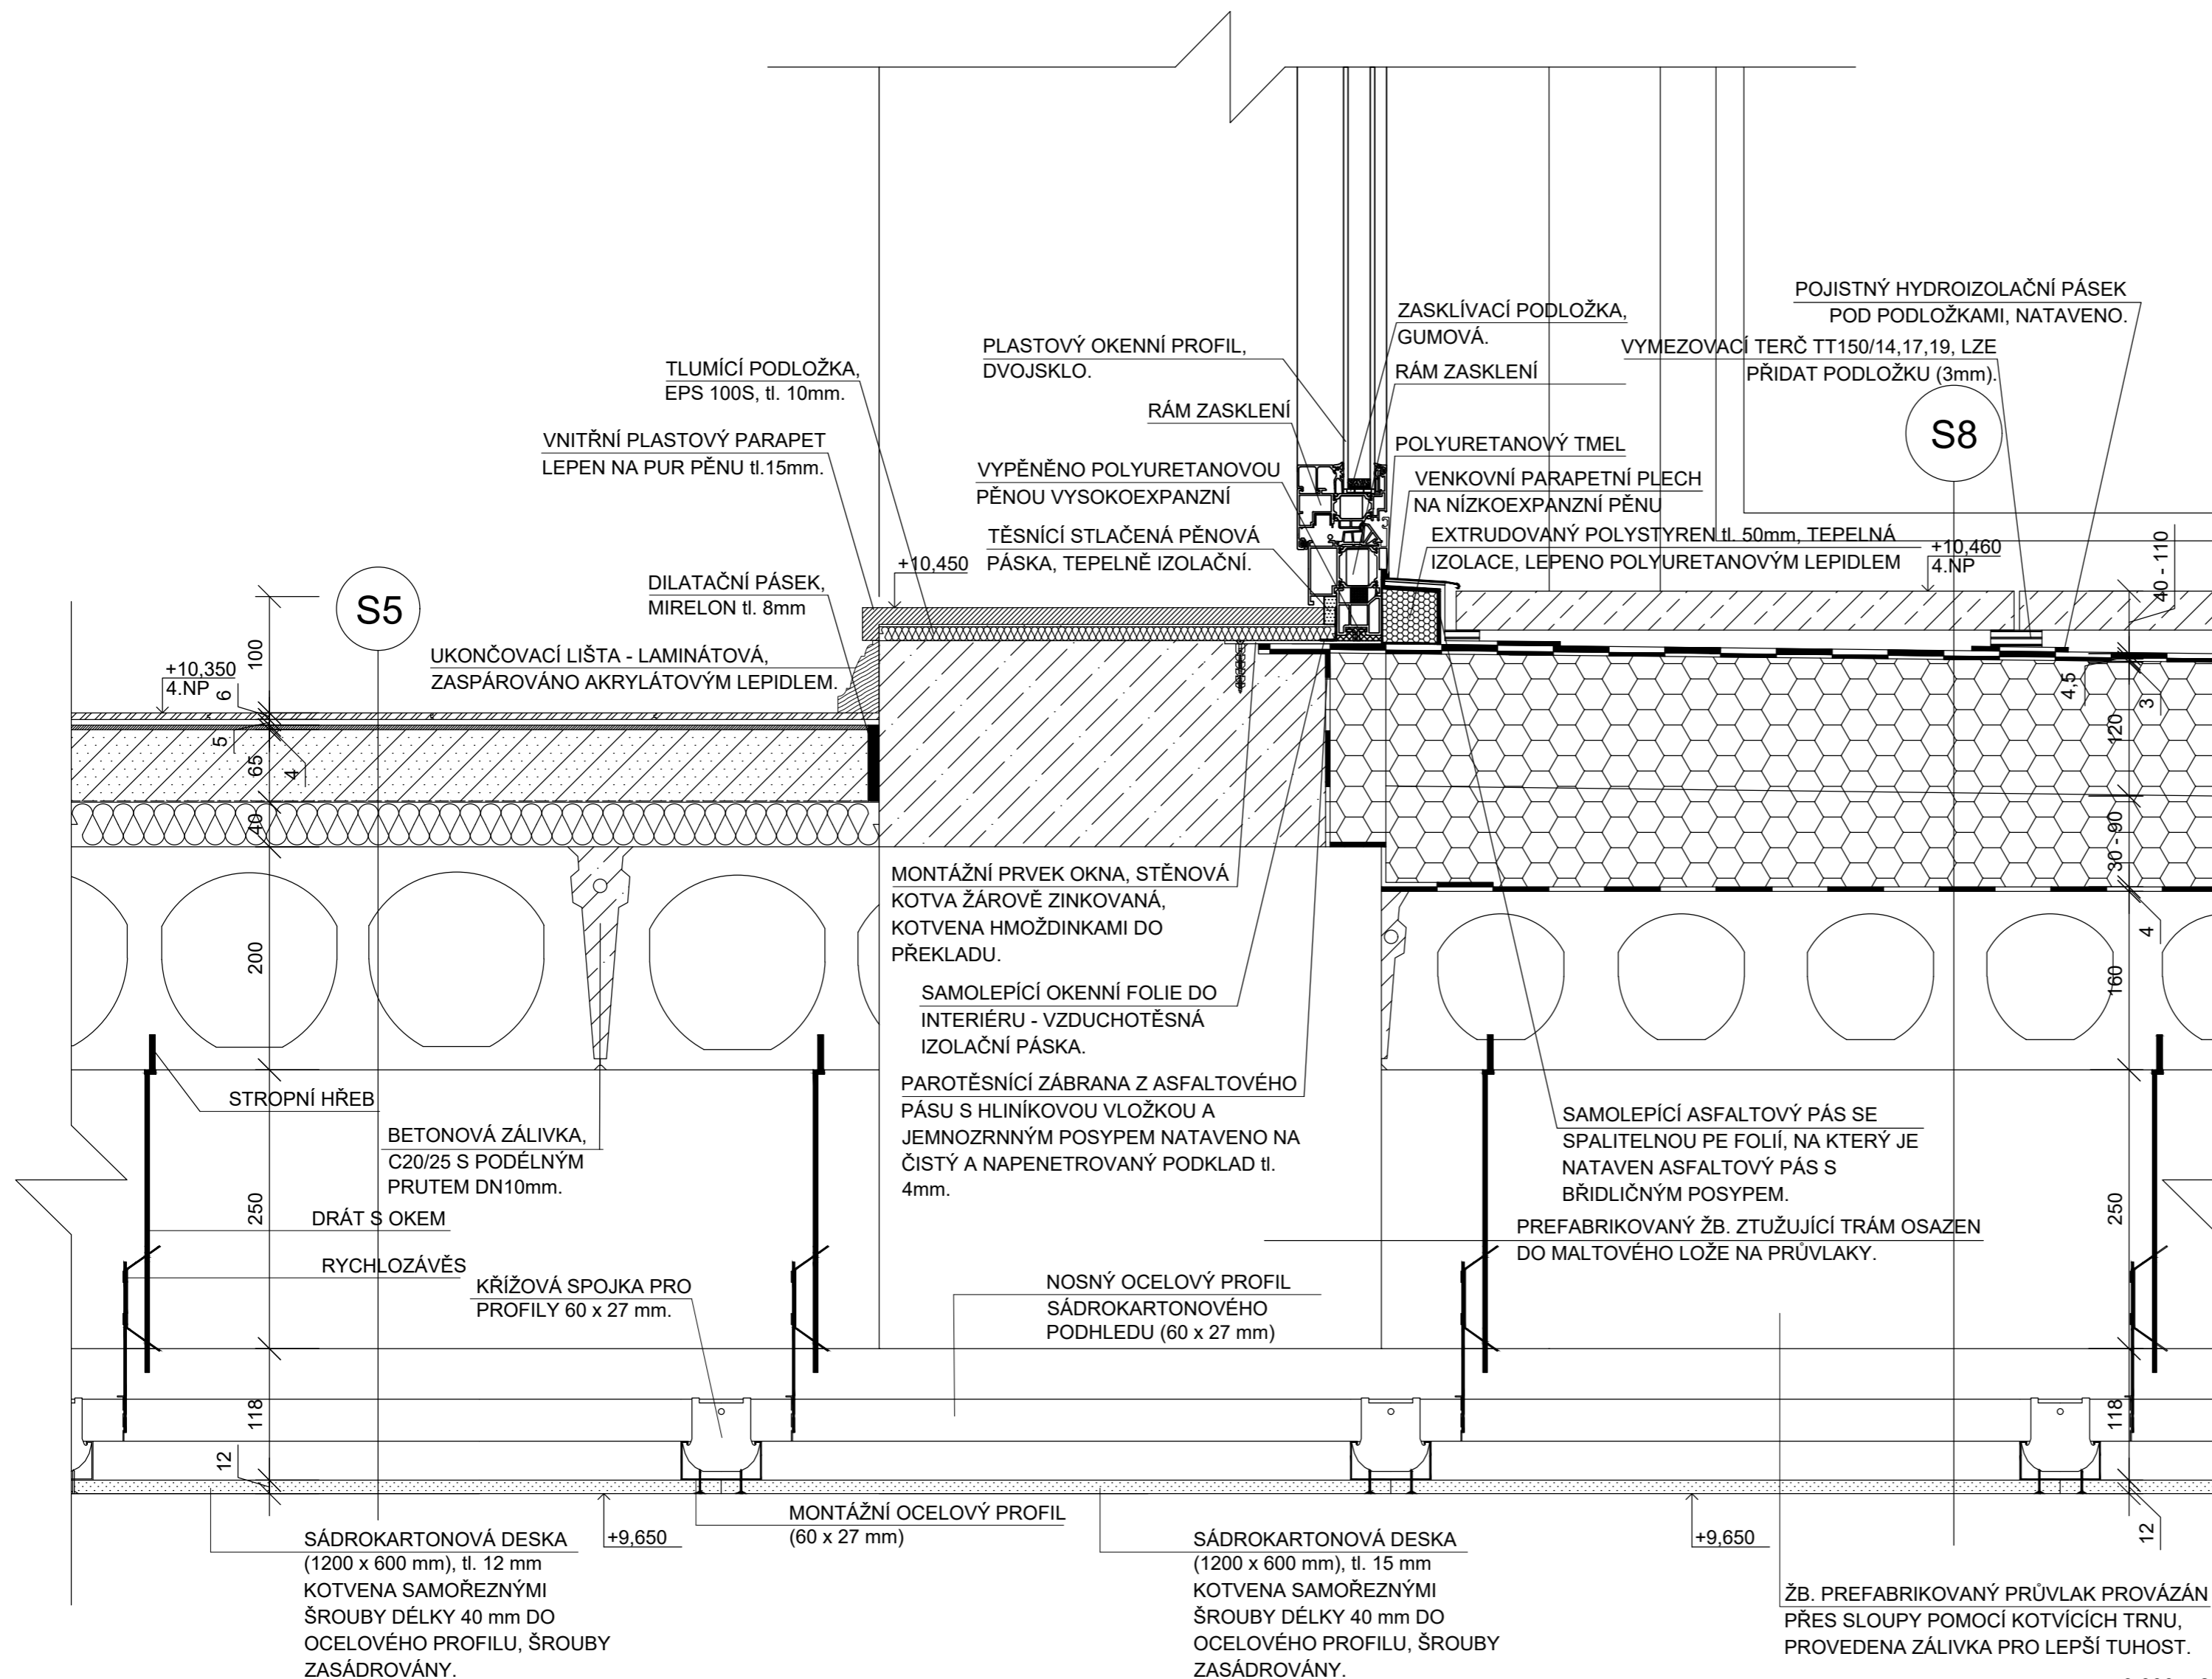 POJISTNÝ HYDROIZOLAČNÍ PÁSEK
POD PODLOŽKAMI, NATAVENO.
ZASKLÍVACÍ PODLOŽKA,
GUMOVÁ.
VYMEZOVACÍ TERČ TT150/14,17,19, LZE
PŘIDAT PODLOŽKU (3mm).
PLASTOVÝ OKENNÍ PROFIL,
DVOJSKLO.
RÁM ZASKLENÍ
TLUMÍCÍ PODLOŽKA,
EPS 100S, tl. 10mm.
RÁM ZASKLENÍ
S8
VNITŘNÍ PLASTOVÝ PARAPET
LEPEN NA PUR PĚNU tl.15mm.
POLYURETANOVÝ TMEL
VYPĚNĚNO POLYURETANOVOU
PĚNOU VYSOKOEXPANZNÍ
VENKOVNÍ PARAPETNÍ PLECH
NA NÍZKOEXPANZNÍ PĚNU
TĚSNÍCÍ STLAČENÁ PĚNOVÁ
PÁSKA, TEPELNĚ IZOLAČNÍ.
EXTRUDOVANÝ POLYSTYREN tl. 50mm, TEPELNÁ
IZOLACE, LEPENO POLYURETANOVÝM LEPIDLEM
+10,460
4.NP
40 - 110
+10,450
DILATAČNÍ PÁSEK,
MIRELON tl. 8mm
S5
UKONČOVACÍ LIŠTA - LAMINÁTOVÁ,
ZASPÁROVÁNO AKRYLÁTOVÝM LEPIDLEM.
+10,350
4.NP
100
6
5
65
4
40
200
250
118
12
4,5
3
120
30 - 90
4
160
250
118
12
MONTÁŽNÍ PRVEK OKNA, STĚNOVÁ
KOTVA ŽÁROVĚ ZINKOVANÁ,
KOTVENA HMOŽDINKAMI DO
PŘEKLADU.
SAMOLEPÍCÍ OKENNÍ FOLIE DO
INTERIÉRU - VZDUCHOTĚSNÁ
IZOLAČNÍ PÁSKA.
PAROTĚSNÍCÍ ZÁBRANA Z ASFALTOVÉHO
PÁSU S HLINÍKOVOU VLOŽKOU A
JEMNOZRNNÝM POSYPEM NATAVENO NA
ČISTÝ A NAPENETROVANÝ PODKLAD tl.
4mm.
STROPNÍ HŘEB
BETONOVÁ ZÁLIVKA,
C20/25 S PODÉLNÝM
PRUTEM DN10mm.
SAMOLEPÍCÍ ASFALTOVÝ PÁS SE
SPALITELNOU PE FOLIÍ, NA KTERÝ JE
NATAVEN ASFALTOVÝ PÁS S
BŘIDLIČNÝM POSYPEM.
DRÁT S OKEM
PREFABRIKOVANÝ ŽB. ZTUŽUJÍCÍ TRÁM OSAZEN
DO MALTOVÉHO LOŽE NA PRŮVLAKY.
RYCHLOZÁVĚS
KŘÍŽOVÁ SPOJKA PRO
PROFILY 60 x 27 mm.
NOSNÝ OCELOVÝ PROFIL
SÁDROKARTONOVÉHO
PODHLEDU (60 x 27 mm)
MONTÁŽNÍ OCELOVÝ PROFIL
(60 x 27 mm)
SÁDROKARTONOVÁ DESKA
(1200 x 600 mm), tl. 12 mm
KOTVENA SAMOŘEZNÝMI
ŠROUBY DÉLKY 40 mm DO
OCELOVÉHO PROFILU, ŠROUBY
ZASÁDROVÁNY.
+9,650
SÁDROKARTONOVÁ DESKA
(1200 x 600 mm), tl. 15 mm
KOTVENA SAMOŘEZNÝMI
ŠROUBY DÉLKY 40 mm DO
OCELOVÉHO PROFILU, ŠROUBY
ZASÁDROVÁNY.
+9,650
ŽB. PREFABRIKOVANÝ PRŮVLAK PROVÁZÁN
PŘES SLOUPY POMOCÍ KOTVÍCÍCH TRNU,
PROVEDENA ZÁLIVKA PRO LEPŠÍ TUHOST.